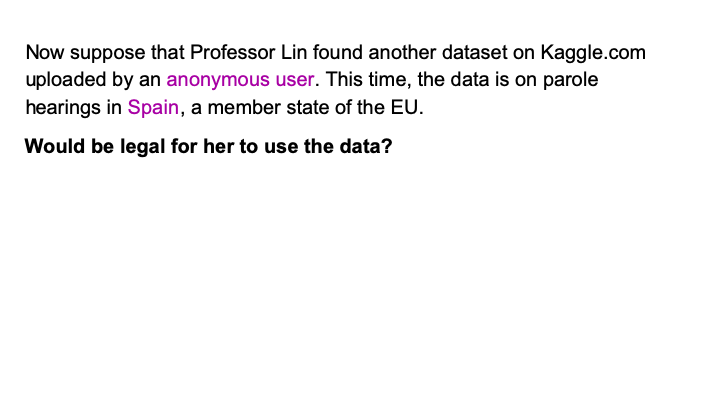 Now suppose that Professor Lin found another dataset on Kaggle.com
uploaded by an anonymous user. This time, the data is on parole
hearings in Spain, a member state of the EU.
Would be legal for her to use the data?